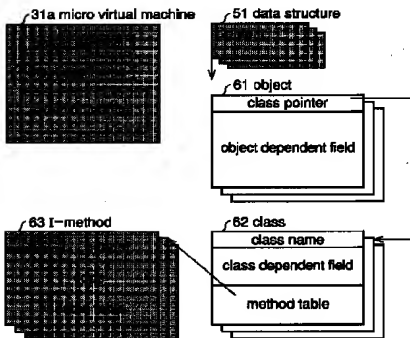 31a micro virtual machine
51 data structure
61 object
class pointer
object dependent field
63 I-method
62 class
class name
class dependent field
method table